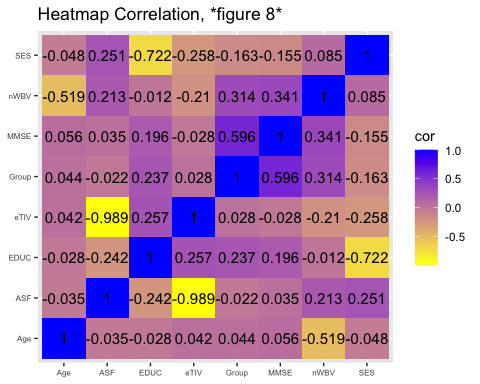 Heatmap Correlation, *figure 8*
SES -0.048 0.251 -0.722 -0.258 -0.163 -0.155 0.085 1
nWBV -0.519 0.213 -0.012 -0.21 0.314 0.341 1 0.085
MMSE 0.056 0.035 0.196 -0.028 0.596 1 0.341 -0.155
Group 0.044 -0.022 0.237 0.028 1 0.596 0.314 -0.163
eTIV 0.042 -0.989 0.257 1 0.028 -0.028 -0.21 -0.258
EDUC -0.028 -0.242 1 0.257 0.237 0.196 -0.012 -0.722
ASF -0.035 1 -0.242 -0.989 -0.022 0.035 0.213 0.251
Age 1 -0.035 -0.028 0.042 0.044 0.056 -0.519 -0.048
Age ASF EDUC eTIV Group MMSE nWBV SES
cor
1.0
0.5
0.0
-0.5